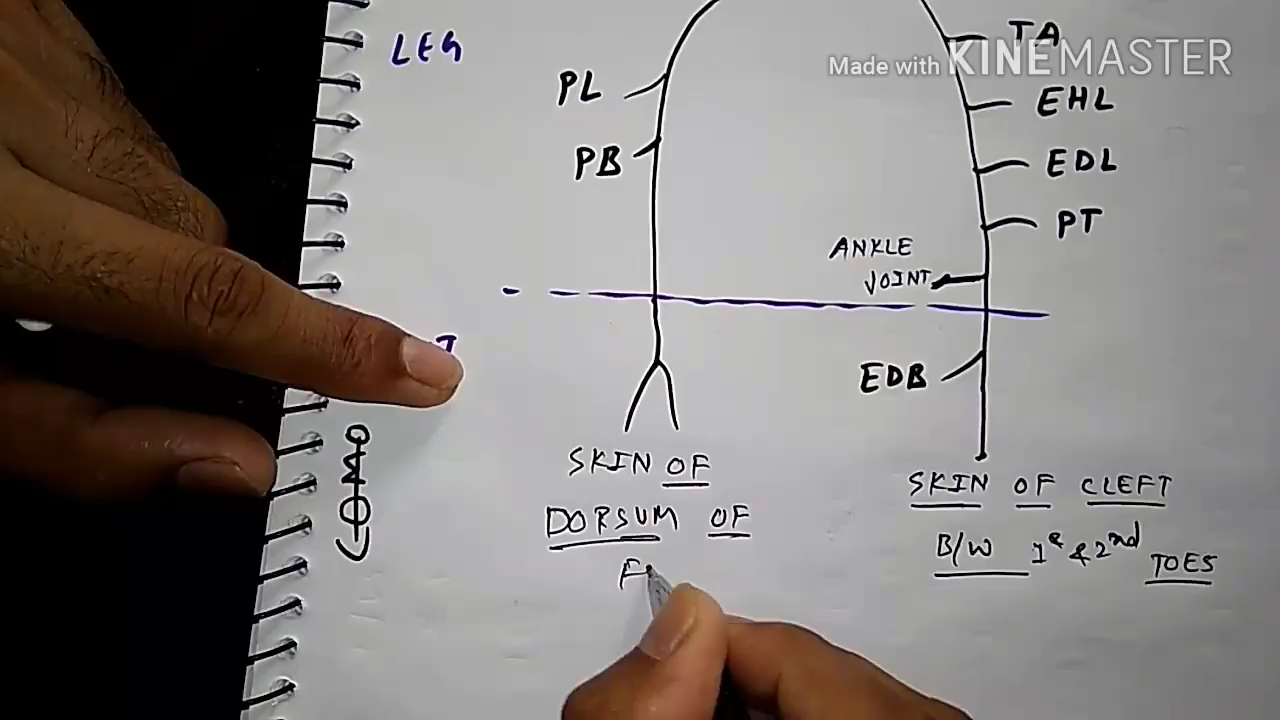 LEG
TA
Made with KINEMASTER
PL
EHL
PB
EDL
PT
ANKLE
JOINT
EDB
SKIN OF
DORSUM OF
SKIN OF CLEFT
B/W 1st & 2nd TOES